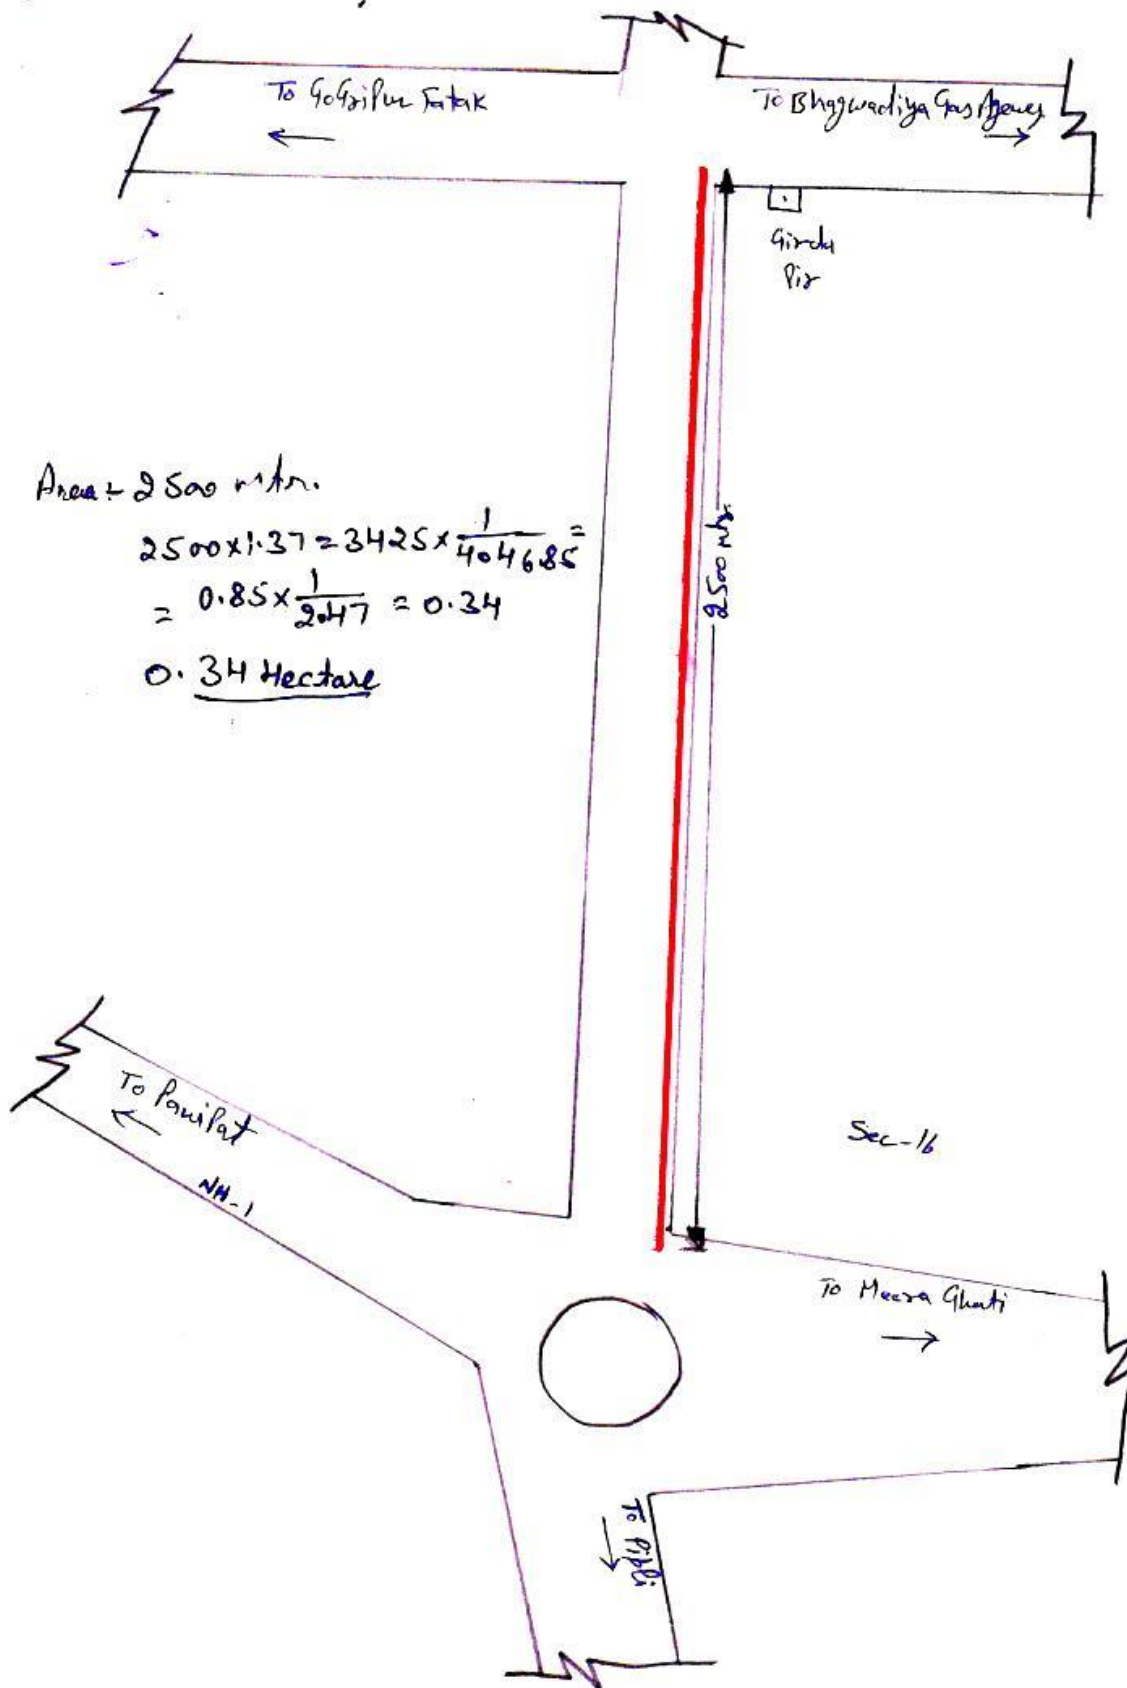 To GoGripur Fatak
To Bhagwadiya Gas Agency
Girda
Pir
Area:- 2500 mtr.
2500x1.37=3425x 1/4046.85 =
= 0.85x 1/2.47 = 0.34
0.34 Hectare
2500 mtr.
To PaniPat
NH-1
Sec-16
To Meera Ghati
To Pipli